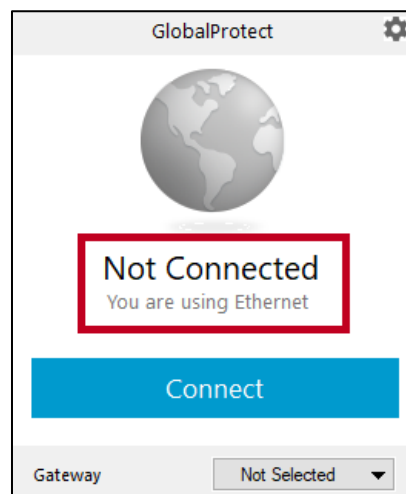 GlobalProtect
Not Connected
You are using Ethernet
Connect
Gateway Not Selected